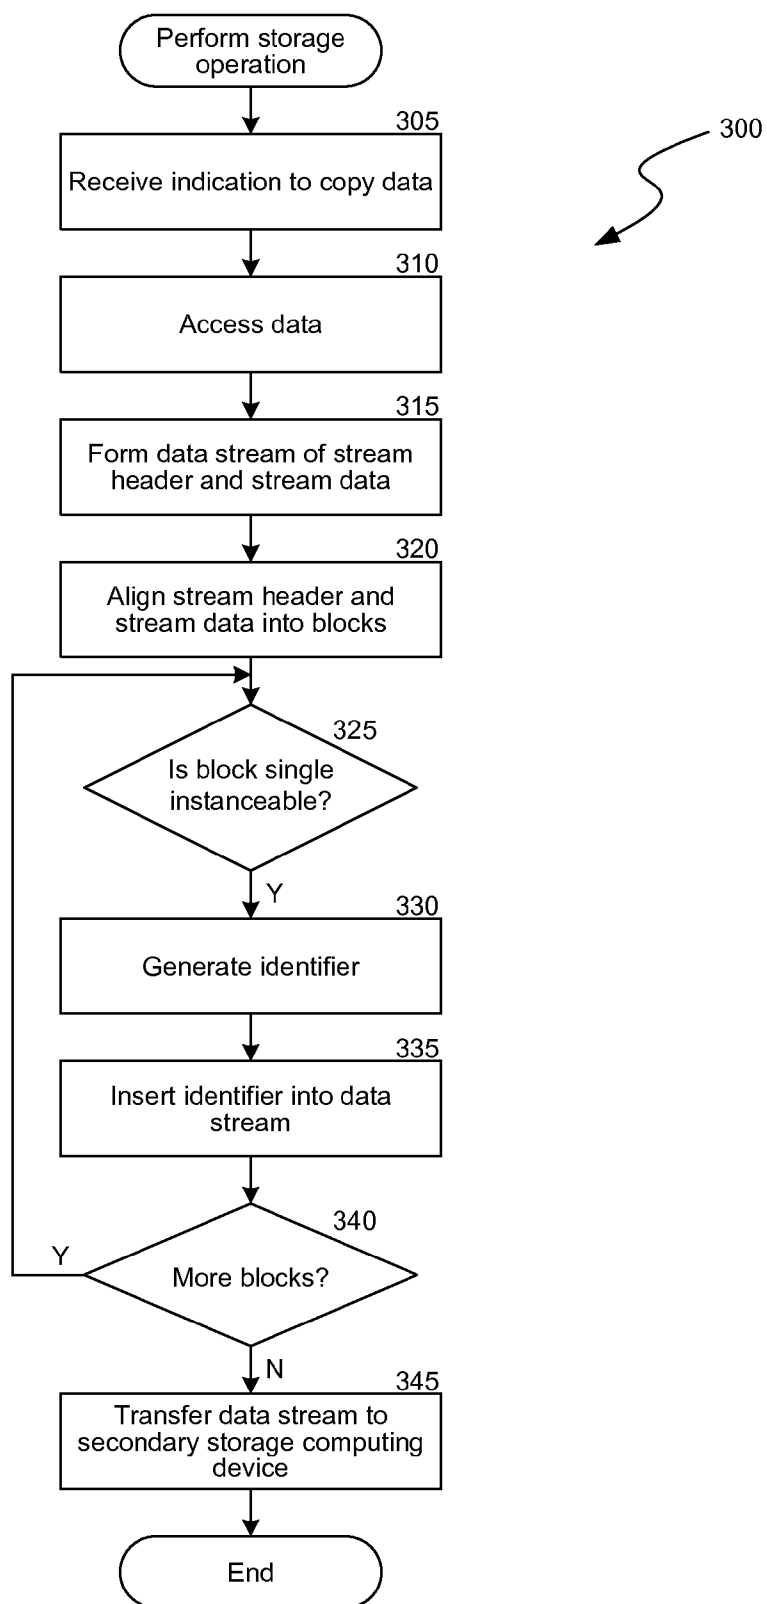 Perform storage
operation
305
300
Receive indication to copy data
310
Access data
315
Form data stream of stream
header and stream data
320
Align stream header and
stream data into blocks
325
Is block single
instanceable?
Y
330
Generate identifier
335
Insert identifier into data
stream
340
Y
More blocks?
N
345
Transfer data stream to
secondary storage computing
device
End